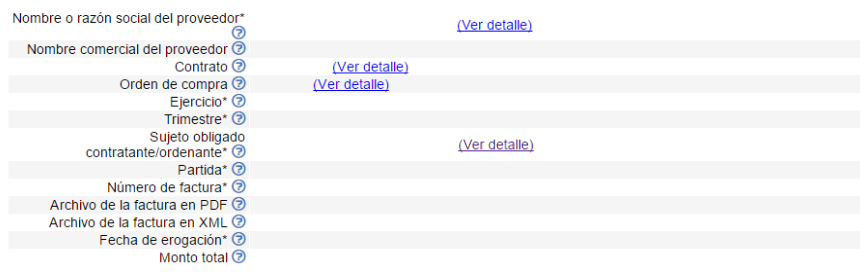 Nombre o razón social del proveedor* (Ver detalle)
Nombre comercial del proveedor
Contrato (Ver detalle)
Orden de compra (Ver detalle)
Ejercicio*
Trimestre*
Sujeto obligado
contratante/ordenante* (Ver detalle)
Partida*
Número de factura*
Archivo de la factura en PDF
Archivo de la factura en XML
Fecha de erogación*
Monto total